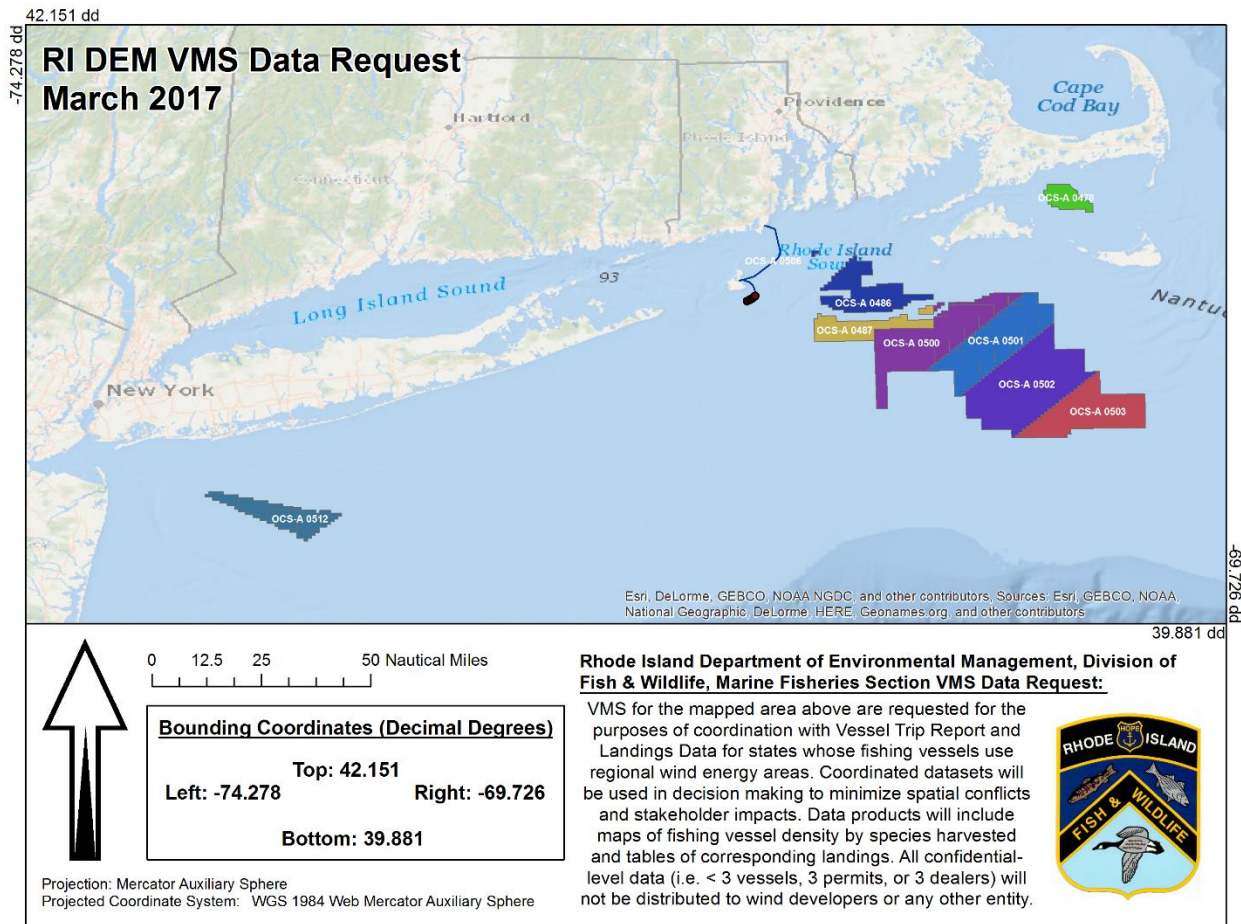 42.151 dd
-74.278 dd
RI DEM VMS Data Request
March 2017
Cape
Cod Bay
Providence
Hartford
Rhode Island
Connecticut
OCS-A 0478
Rhode Island
Sou
OCS-A 0506
93
Long Island Sound
OCS-A 0486
Nantuc
OCS-A 0487
OCS-A 0500
OCS-A 0501
OCS-A 0502
New York
OCS-A 0503
OCS-A 0512
-69.726 dd
Esri, DeLorme, GEBCO, NOAA NGDC, and other contributors, Sources: Esri, GEBCO, NOAA,
National Geographic, DeLorme, HERE, Geonames.org, and other contributors
39.881 dd
0 12.5 25 50 Nautical Miles
Bounding Coordinates (Decimal Degrees)
Top: 42.151
Left: -74.278 Right: -69.726
Bottom: 39.881
Projection: Mercator Auxiliary Sphere
Projected Coordinate System: WGS 1984 Web Mercator Auxiliary Sphere
Rhode Island Department of Environmental Management, Division of
Fish & Wildlife, Marine Fisheries Section VMS Data Request:
VMS for the mapped area above are requested for the
purposes of coordination with Vessel Trip Report and
Landings Data for states whose fishing vessels use
regional wind energy areas. Coordinated datasets will
be used in decision making to minimize spatial conflicts
and stakeholder impacts. Data products will include
maps of fishing vessel density by species harvested
and tables of corresponding landings. All confidential-
level data (i.e. < 3 vessels, 3 permits, or 3 dealers) will
not be distributed to wind developers or any other entity.
HOPE
RHODE ISLAND
FISH & WILDLIFE